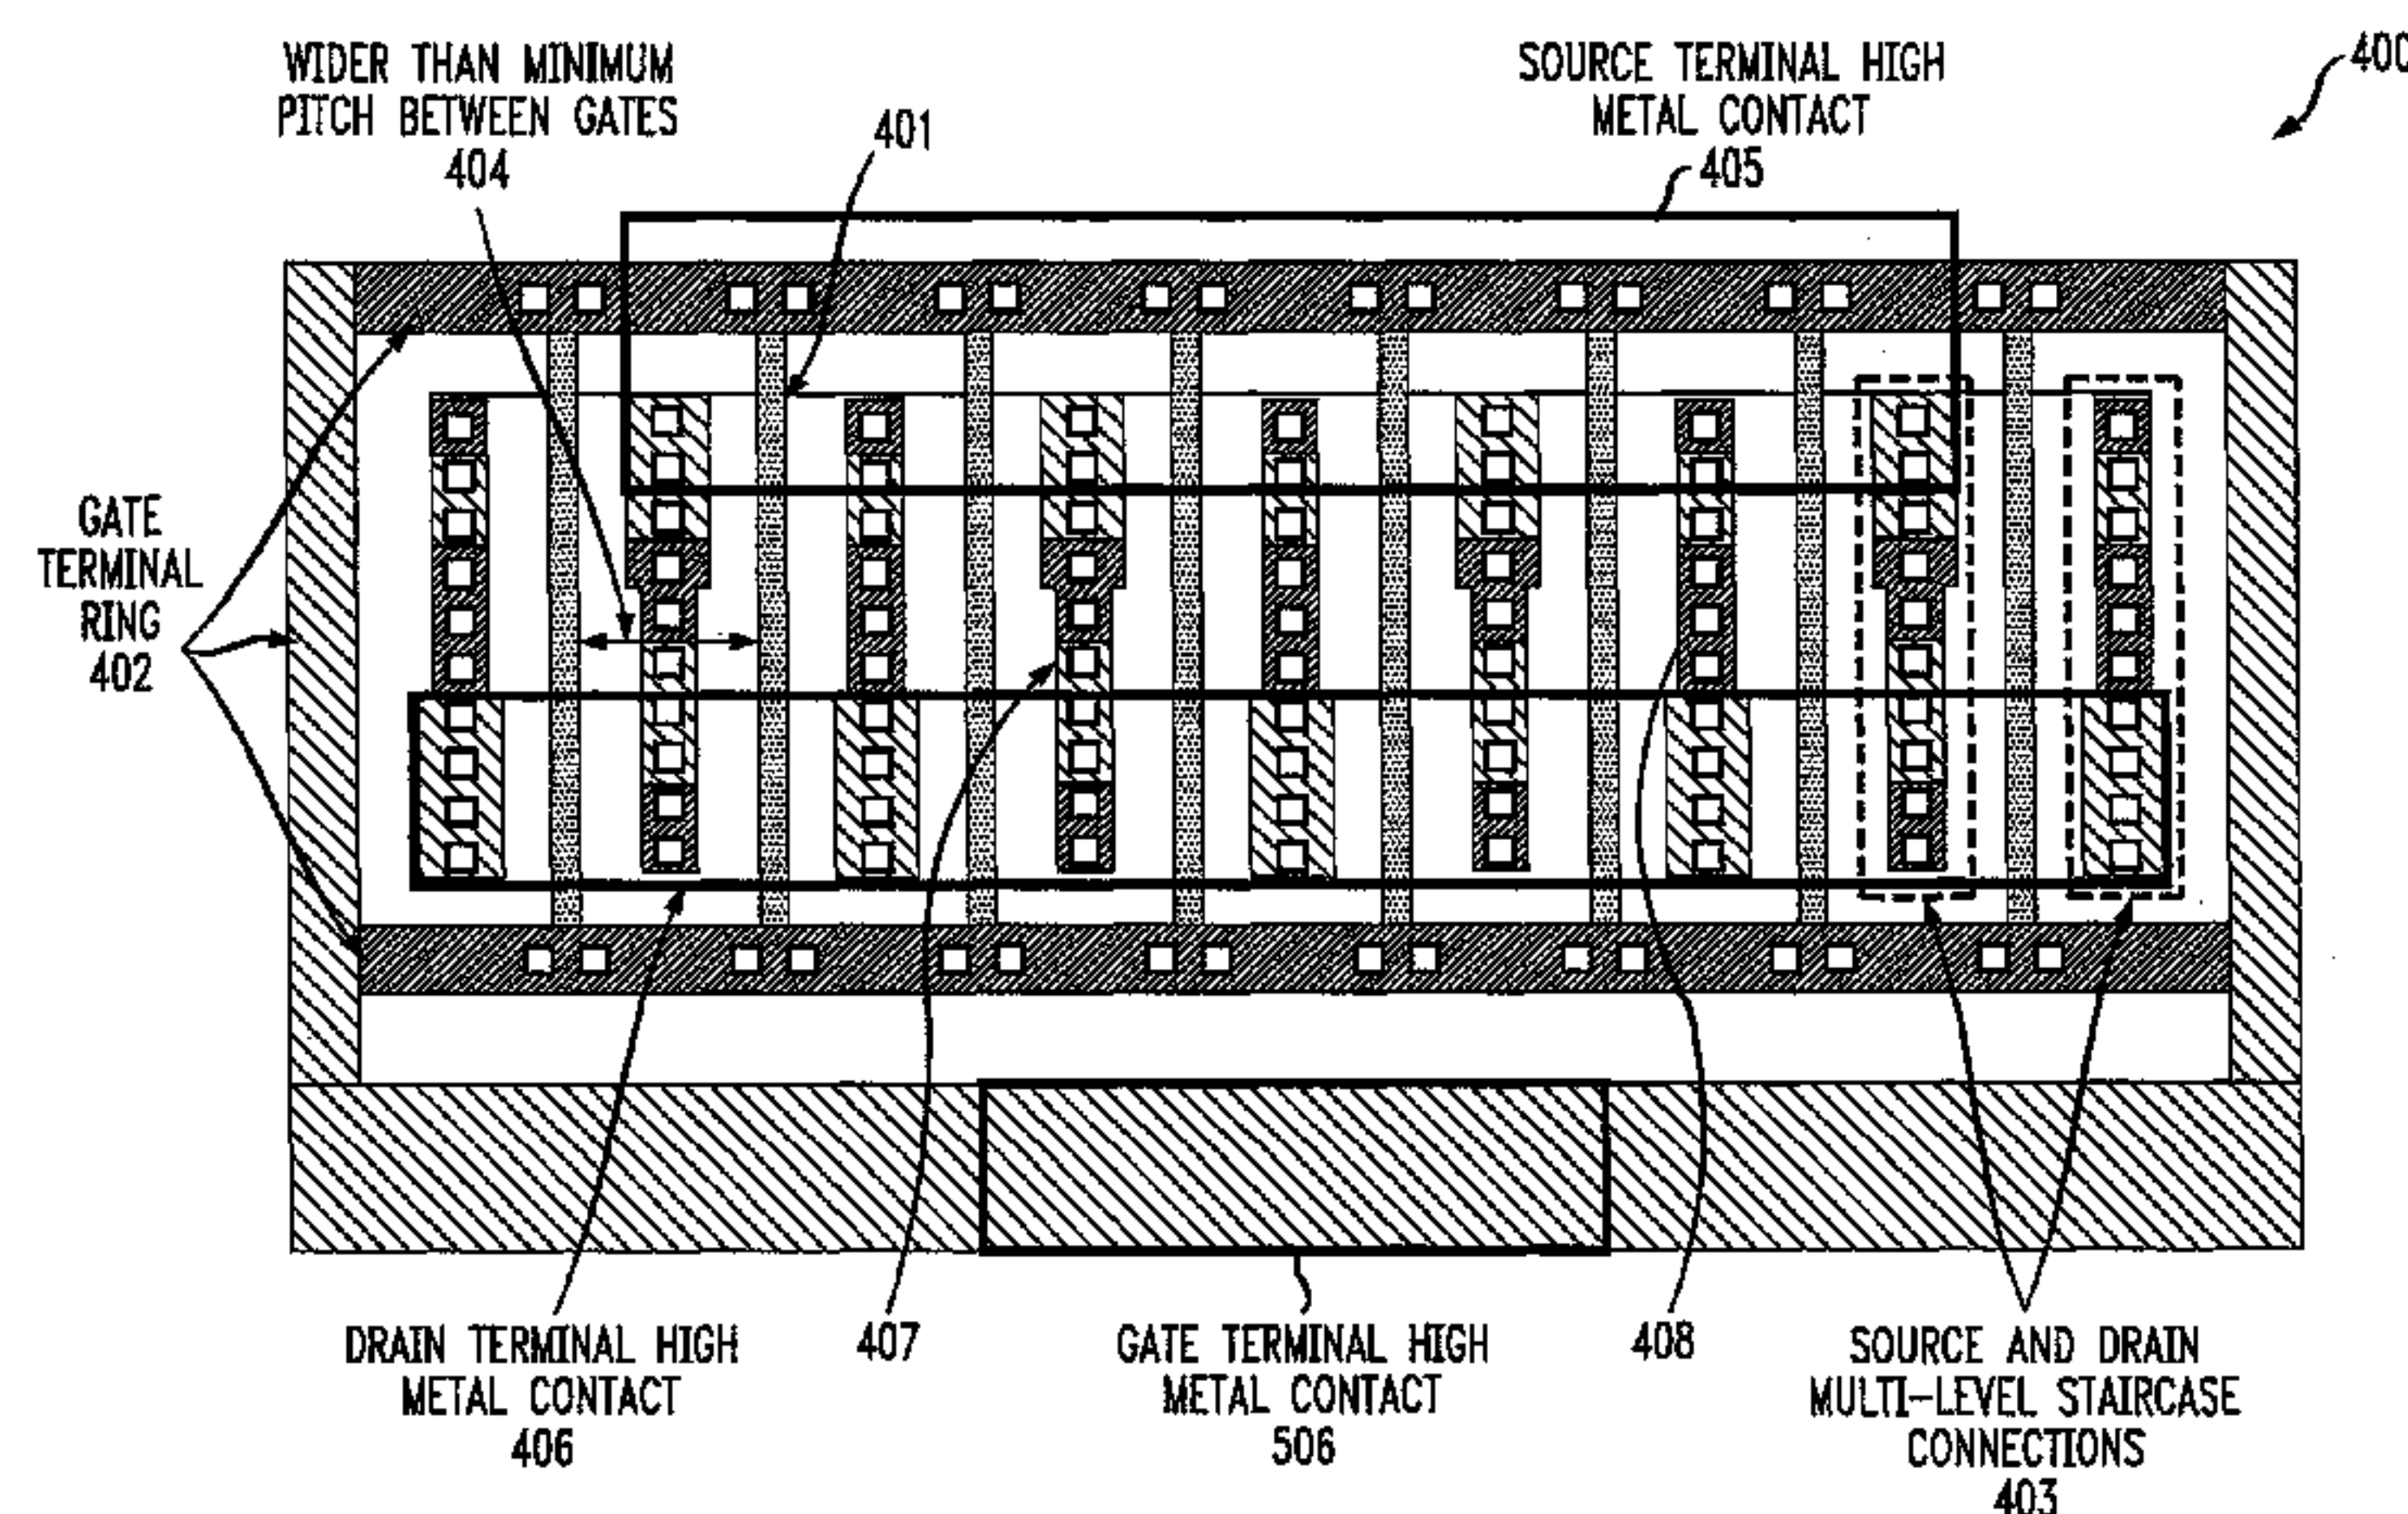 WIDER THAN MINIMUM
PITCH BETWEEN GATES
404
401
SOURCE TERMINAL HIGH
METAL CONTACT
405
400
GATE
TERMINAL
RING
402
DRAIN TERMINAL HIGH
METAL CONTACT
406
407
GATE TERMINAL HIGH
METAL CONTACT
506
408
SOURCE AND DRAIN
MULTI-LEVEL STAIRCASE
CONNECTIONS
403